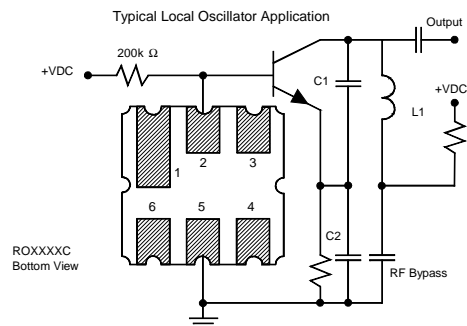 Typical Local Oscillator Application
Output
200k Ω
+VDC
C1
+VDC
L1
2
3
1
6
5
4
C2
ROXXXXC
Bottom View
RF Bypass